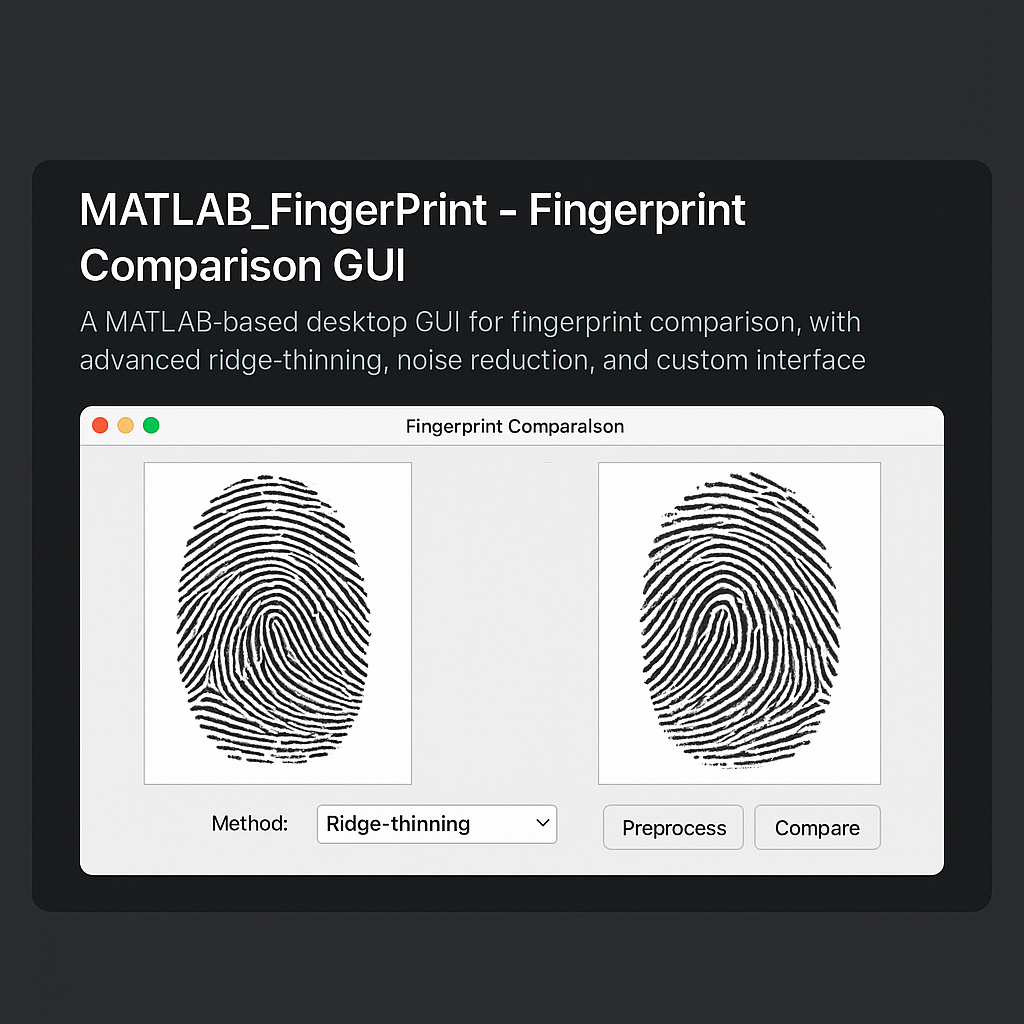 MATLAB_FingerPrint - Fingerprint
Comparison GUI
A MATLAB-based desktop GUI for fingerprint comparison, with
advanced ridge-thinning, noise reduction, and custom interface
Fingerprint Comparalson
Method:
Ridge-thinning
Preprocess
Compare